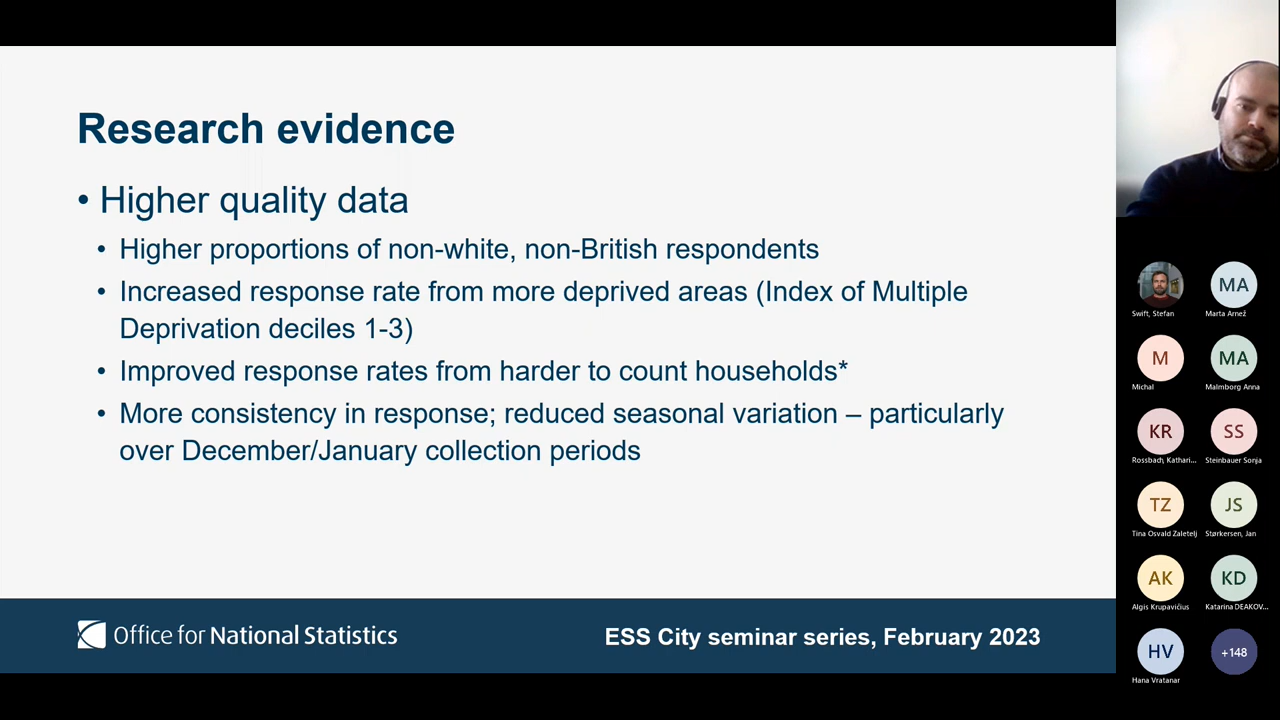 Research evidence
• Higher quality data
• Higher proportions of non-white, non-British respondents
• Increased response rate from more deprived areas (Index of Multiple
Deprivation deciles 1-3)
• Improved response rates from harder to count households*
• More consistency in response; reduced seasonal variation – particularly
over December/January collection periods
Office for National Statistics
ESS City seminar series, February 2023
Swift, Stefan
MA
Marta Arnež
M
Michal
MA
Malmborg Anna
KR
Rossbach, Kathari...
SS
Steinbauer Sonja
TZ
Tina Osvald Zaletelj
JS
Størkersen, Jan
AK
Algis Krupavičius
KD
Katarina DEAKOV...
HV
Hana Vratanar
+148